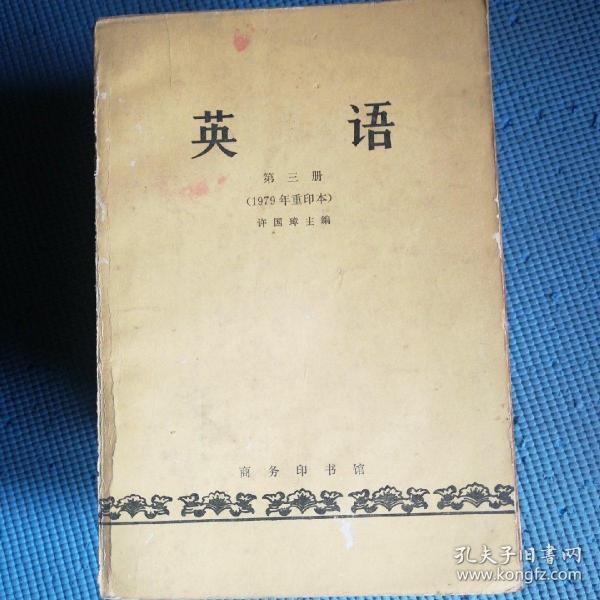 英 语
第三册
(1979年重印本)
许国璋主编
商务印书馆
孔夫子旧书网
www.kongfz.com